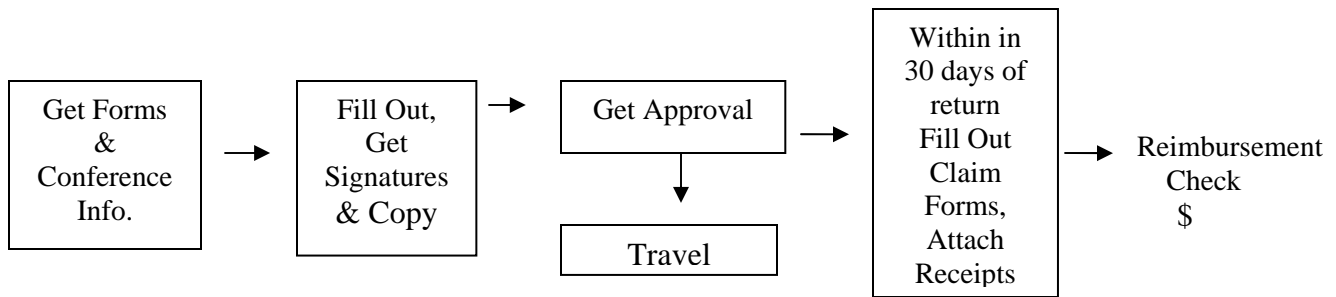 Get Forms
&
Conference
Info.
Fill Out,
Get
Signatures
& Copy
Get Approval
Travel
Within in
30 days of
return
Fill Out
Claim
Forms,
Attach
Receipts
Reimbursement
Check
$